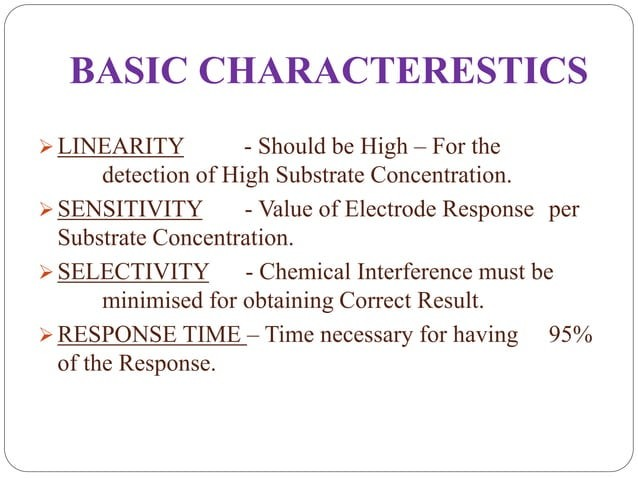 BASIC CHARACTERESTICS
LINEARITY - Should be High – For the
detection of High Substrate Concentration.
SENSITIVITY - Value of Electrode Response per
Substrate Concentration.
SELECTIVITY - Chemical Interference must be
minimised for obtaining Correct Result.
RESPONSE TIME – Time necessary for having 95%
of the Response.